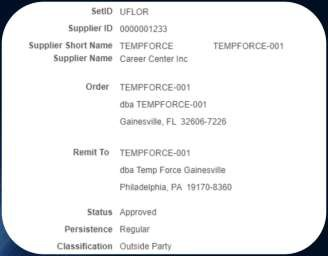 SetID UFLOR
Supplier ID 0000001233
Supplier Short Name TEMPFORCE TEMPFORCE-001
Supplier Name Career Center Inc
Order TEMPFORCE-001
dba TEMPFORCE-001
Gainesville, FL 32606-7226
Remit To TEMPFORCE-001
dba Temp Force Gainesville
Philadelphia, PA 19170-8360
Status Approved
Persistence Regular
Classification Outside Party